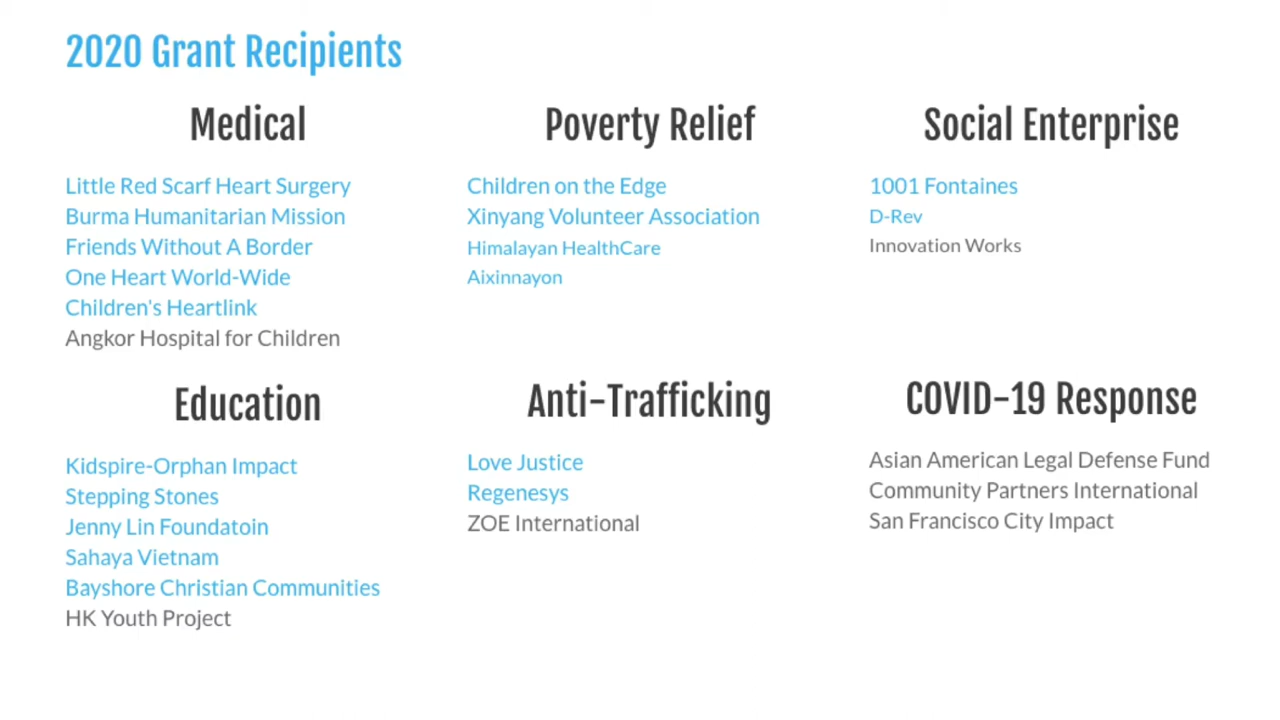 2020 Grant Recipients
Medical
Little Red Scarf Heart Surgery
Burma Humanitarian Mission
Friends Without A Border
One Heart World-Wide
Children's Heartlink
Angkor Hospital for Children
Poverty Relief
Children on the Edge
Xinyang Volunteer Association
Himalayan HealthCare
Aixinnayon
Social Enterprise
1001 Fontaines
D-Rev
Innovation Works
Education
Kidspire-Orphan Impact
Stepping Stones
Jenny Lin Foundatoin
Sahaya Vietnam
Bayshore Christian Communities
HK Youth Project
Anti-Trafficking
Love Justice
Regenesys
ZOE International
COVID-19 Response
Asian American Legal Defense Fund
Community Partners International
San Francisco City Impact